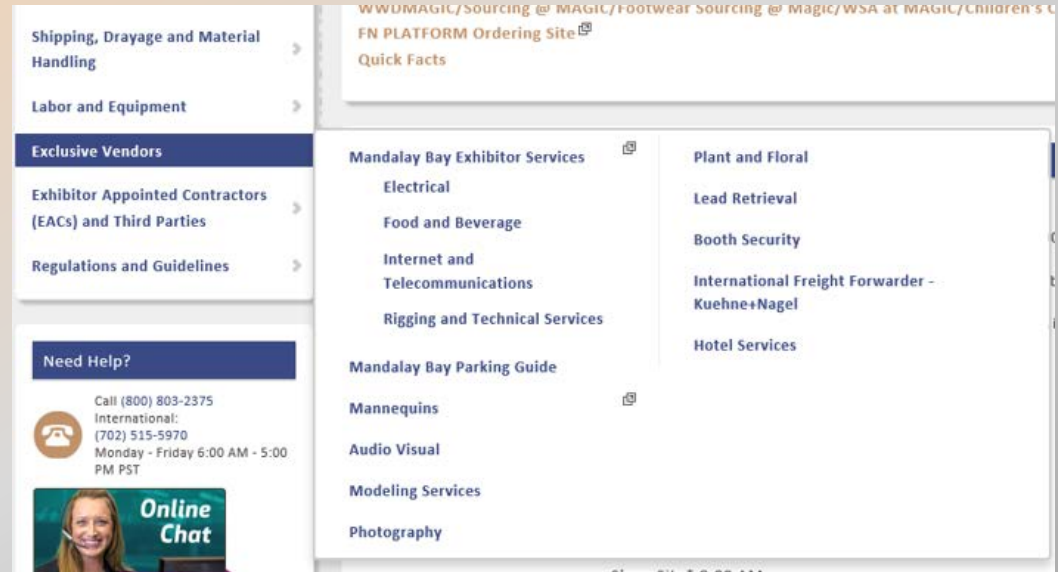 WWDMAGIC/Sourcing @ MAGIC/Footwear Sourcing @ Magic/WSA at MAGIC/Children's
FN PLATFORM Ordering Site
Quick Facts
Shipping, Drayage and Material
Handling
Labor and Equipment
Exclusive Vendors
Exhibitor Appointed Contractors
(EACs) and Third Parties
Regulations and Guidelines
Mandalay Bay Exhibitor Services
Electrical
Food and Beverage
Internet and
Telecommunications
Rigging and Technical Services
Mandalay Bay Parking Guide
Mannequins
Audio Visual
Modeling Services
Photography
Plant and Floral
Lead Retrieval
Booth Security
International Freight Forwarder -
Kuehne+Nagel
Hotel Services
Need Help?
Call (800) 803-2375
International:
(702) 515-5970
Monday - Friday 6:00 AM - 5:00
PM PST
Online
Chat